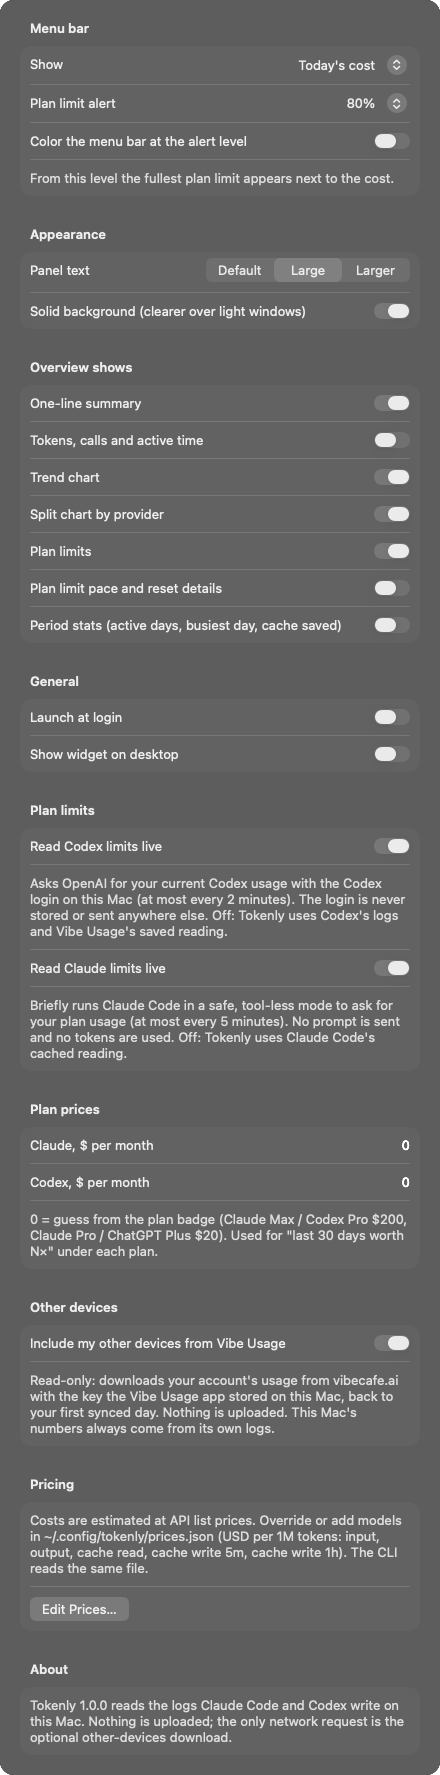 Menu bar
Show Today's cost
Plan limit alert 80%
Color the menu bar at the alert level
From this level the fullest plan limit appears next to the cost.
Appearance
Panel text Default Large Larger
Solid background (clearer over light windows)
Overview shows
One-line summary
Tokens, calls and active time
Trend chart
Split chart by provider
Plan limits
Plan limit pace and reset details
Period stats (active days, busiest day, cache saved)
General
Launch at login
Show widget on desktop
Plan limits
Read Codex limits live
Asks OpenAI for your current Codex usage with the Codex
login on this Mac (at most every 2 minutes). The login is never
stored or sent anywhere else. Off: Tokenly uses Codex's logs
and Vibe Usage's saved reading.
Read Claude limits live
Briefly runs Claude Code in a safe, tool-less mode to ask for
your plan usage (at most every 5 minutes). No prompt is sent
and no tokens are used. Off: Tokenly uses Claude Code's
cached reading.
Plan prices
Claude, $ per month 0
Codex, $ per month 0
0 = guess from the plan badge (Claude Max / Codex Pro $200,
Claude Pro / ChatGPT Plus $20). Used for "last 30 days worth
N×" under each plan.
Other devices
Include my other devices from Vibe Usage
Read-only: downloads your account's usage from vibecafe.ai
with the key the Vibe Usage app stored on this Mac, back to
your first synced day. Nothing is uploaded. This Mac's
numbers always come from its own logs.
Pricing
Costs are estimated at API list prices. Override or add models
in ~/.config/tokenly/prices.json (USD per 1M tokens: input,
output, cache read, cache write 5m, cache write 1h). The CLI
reads the same file.
Edit Prices...
About
Tokenly 1.0.0 reads the logs Claude Code and Codex write on
this Mac. Nothing is uploaded; the only network request is the
optional other-devices download.